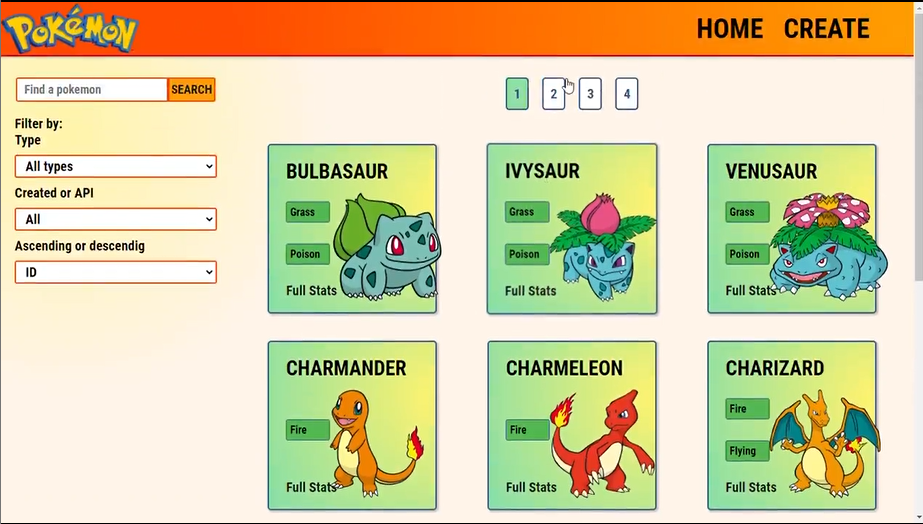 POKéMON
HOME CREATE
Find a pokemon SEARCH
1 2 3 4
Filter by:
Type
All types
Created or API
All
Ascending or descendig
ID
BULBASAUR
Grass
Poison
Full Stats
IVYSAUR
Grass
Poison
Full Stats
VENUSAUR
Grass
Poison
Full Stats
CHARMANDER
Fire
Full Stats
CHARMELEON
Fire
Full Stats
CHARIZARD
Fire
Flying
Full Stats